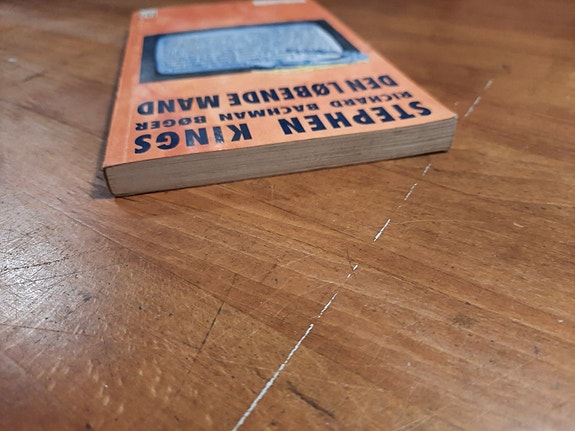 STEPHEN KINGS
RICHARD BACHMAN BØGER
DEN LØBENDE MAND